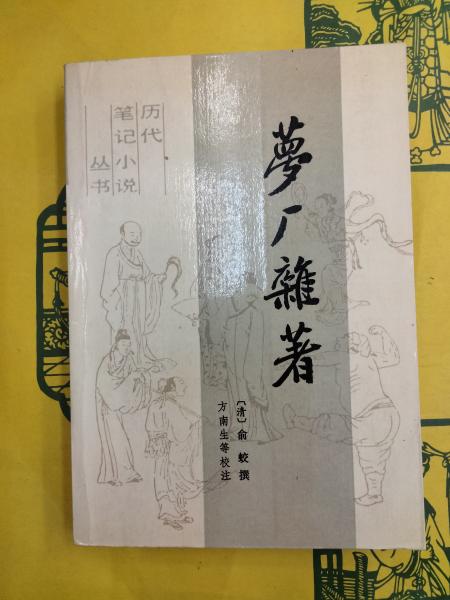 历代
笔记小说
丛书
夢厂雜著
〔清〕俞蛟撰
方南生等校注